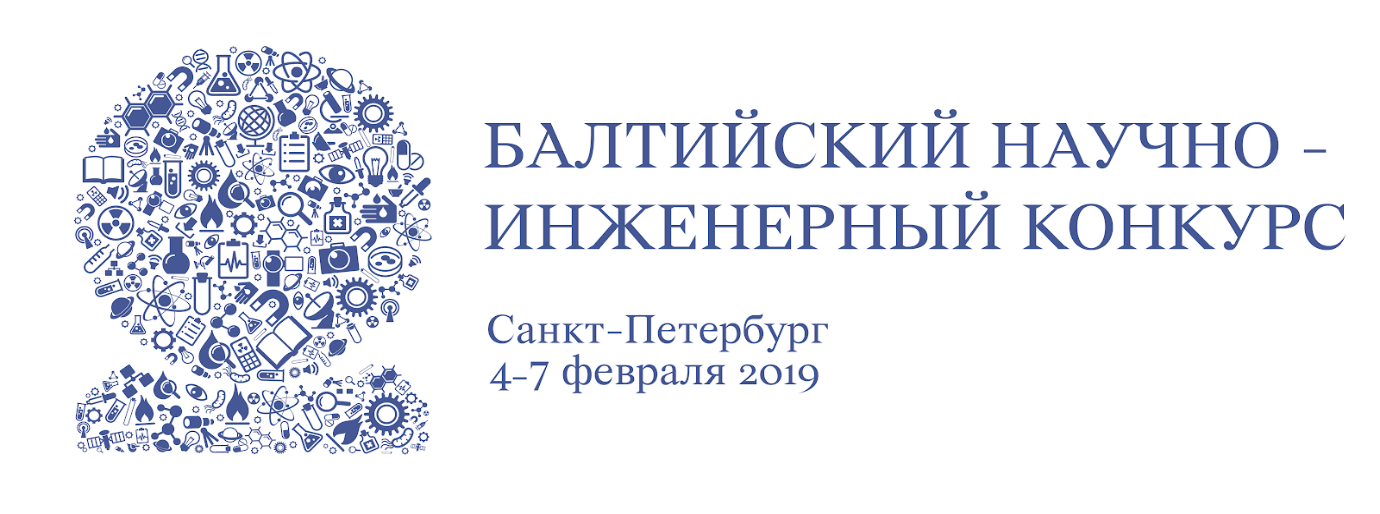 БАЛТИЙСКИЙ НАУЧНО –
ИНЖЕНЕРНЫЙ КОНКУРС
Санкт-Петербург
4-7 февраля 2019